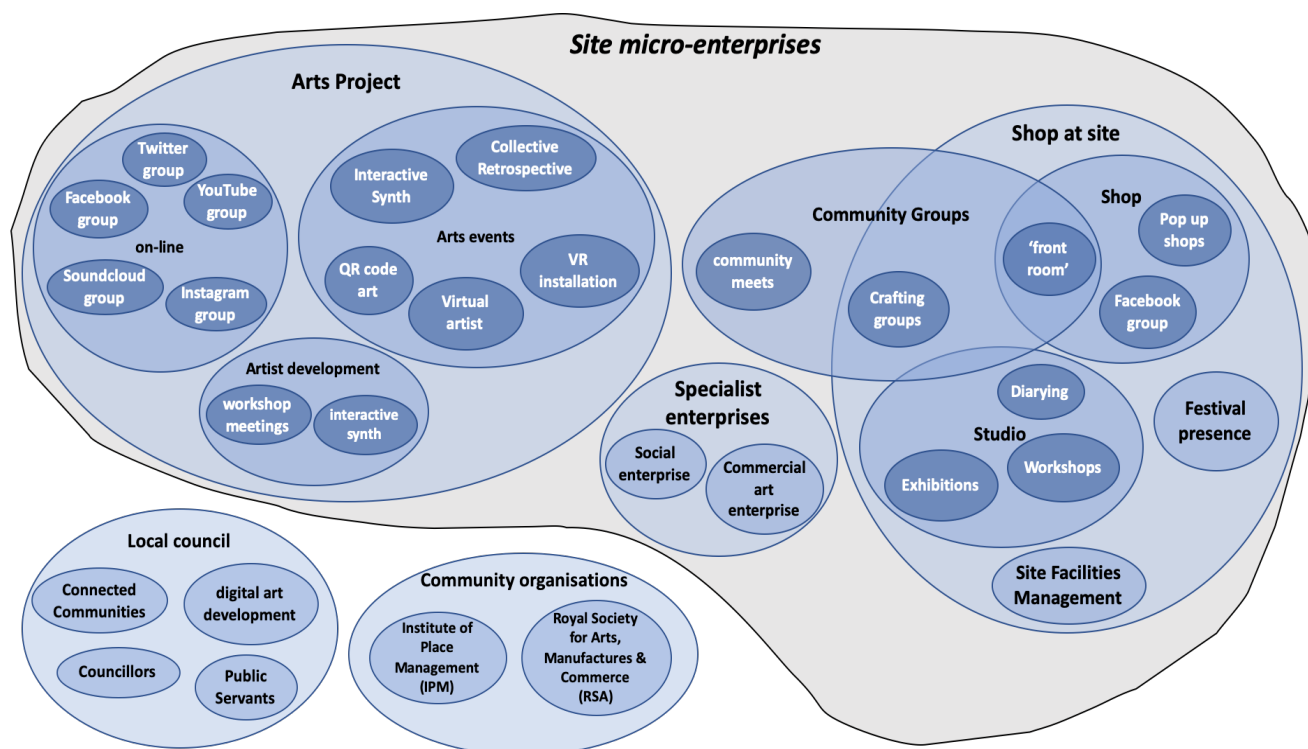 Site micro-enterprises
Arts Project
Twitter
group
Facebook
group
YouTube
group
on-line
Soundcloud
group
Instagram
group
Collective
Retrospective
Interactive
Synth
Arts events
QR code
art
Virtual
artist
VR
installation
Artist development
workshop
meetings
interactive
synth
Shop at site
Community Groups
community
meets
Crafting
groups
‘front
room’
Shop
Pop up
shops
Facebook
group
Diarying
Studio
Workshops
Exhibitions
Festival
presence
Site Facilities
Management
Specialist
enterprises
Social
enterprise
Commercial
art enterprise
Local council
Connected
Communities
digital art
development
Councillors
Public
Servants
Community organisations
Institute of
Place
Management
(IPM)
Royal Society
for Arts,
Manufactures &
Commerce
(RSA)